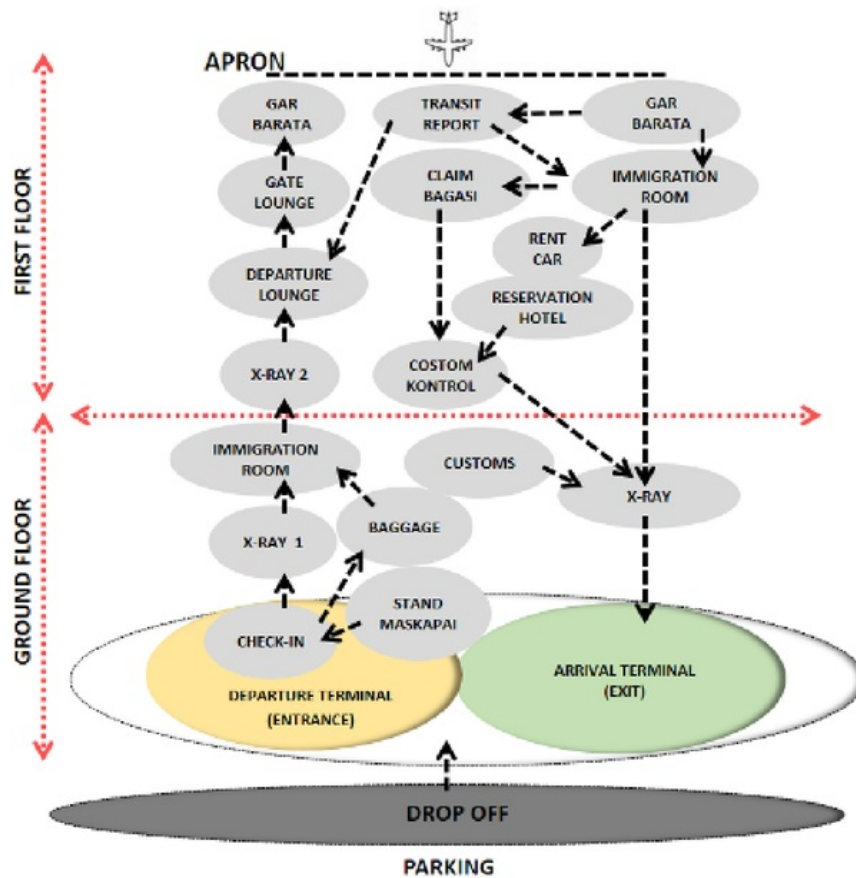 APRON
GAR
BARATA
TRANSIT
REPORT
GAR
BARATA
GATE
LOUNGE
CLAIM
BAGASI
IMMIGRATION
ROOM
RENT
CAR
DEPARTURE
LOUNGE
RESERVATION
HOTEL
X-RAY 2
COSTOM
KONTROL
FIRST FLOOR
IMMIGRATION
ROOM
CUSTOMS
X-RAY
BAGGAGE
X-RAY 1
STAND
MASKAPAI
CHECK-IN
DEPARTURE TERMINAL
(ENTRANCE)
ARRIVAL TERMINAL
(EXIT)
GROUND FLOOR
DROP OFF
PARKING